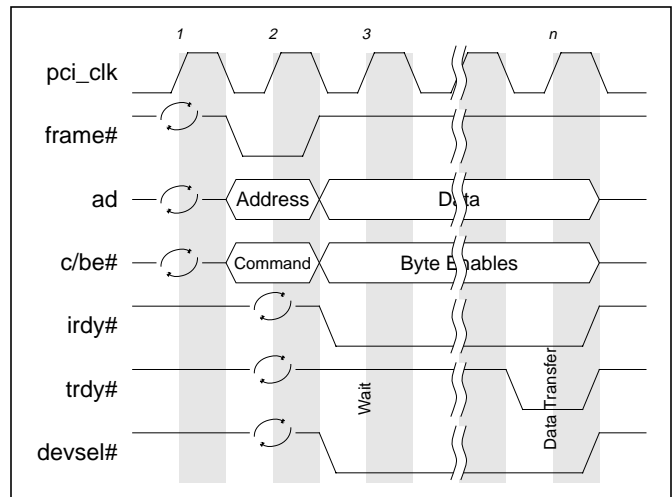 1 2 3 n
pci_clk
frame#
ad Address Data
c/be# Command Byte Enables
irdy#
trdy# Wait Data Transfer
devsel#